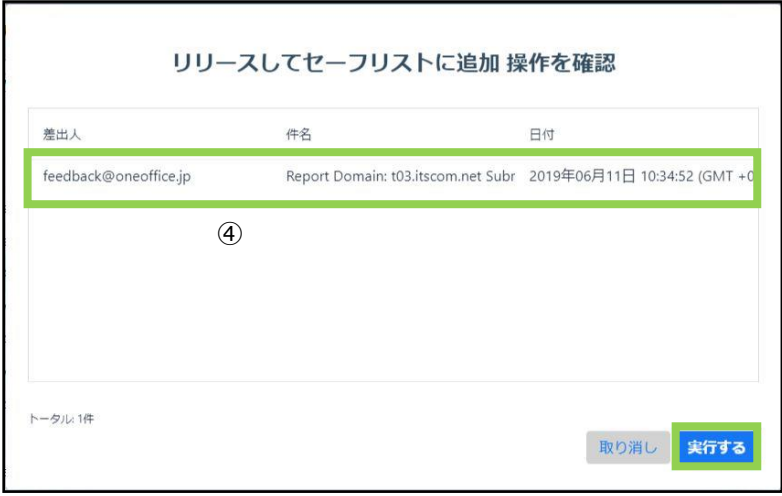 リリースしてセーフリストに追加 操作を確認
差出人 件名 日付
feedback@oneoffice.jp Report Domain: t03.itscom.net Subr 2019年06月11日 10:34:52 (GMT +0
④
トータル: 1件
取り消し 実行する